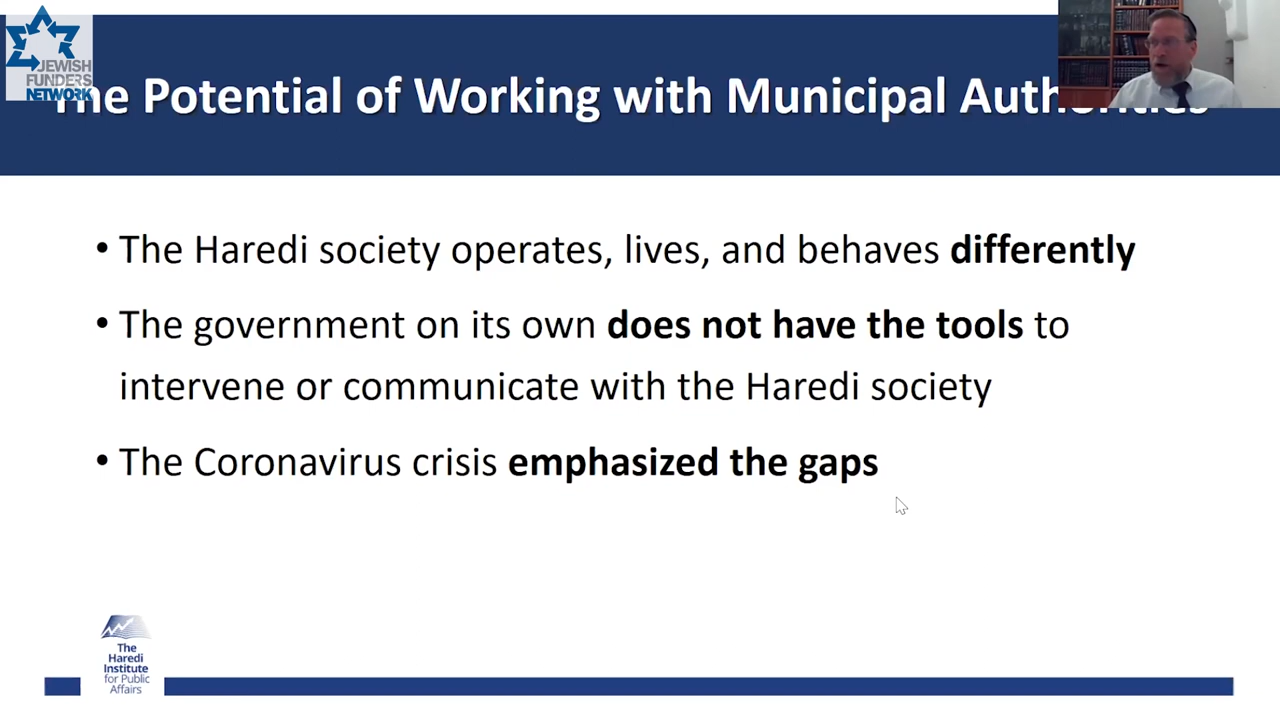 JEWISH
FUNDERS
NETWORK
The Potential of Working with Municipal Authorities
• The Haredi society operates, lives, and behaves differently
• The government on its own does not have the tools to
intervene or communicate with the Haredi society
• The Coronavirus crisis emphasized the gaps
The
Haredi
Institute
for Public
Affairs